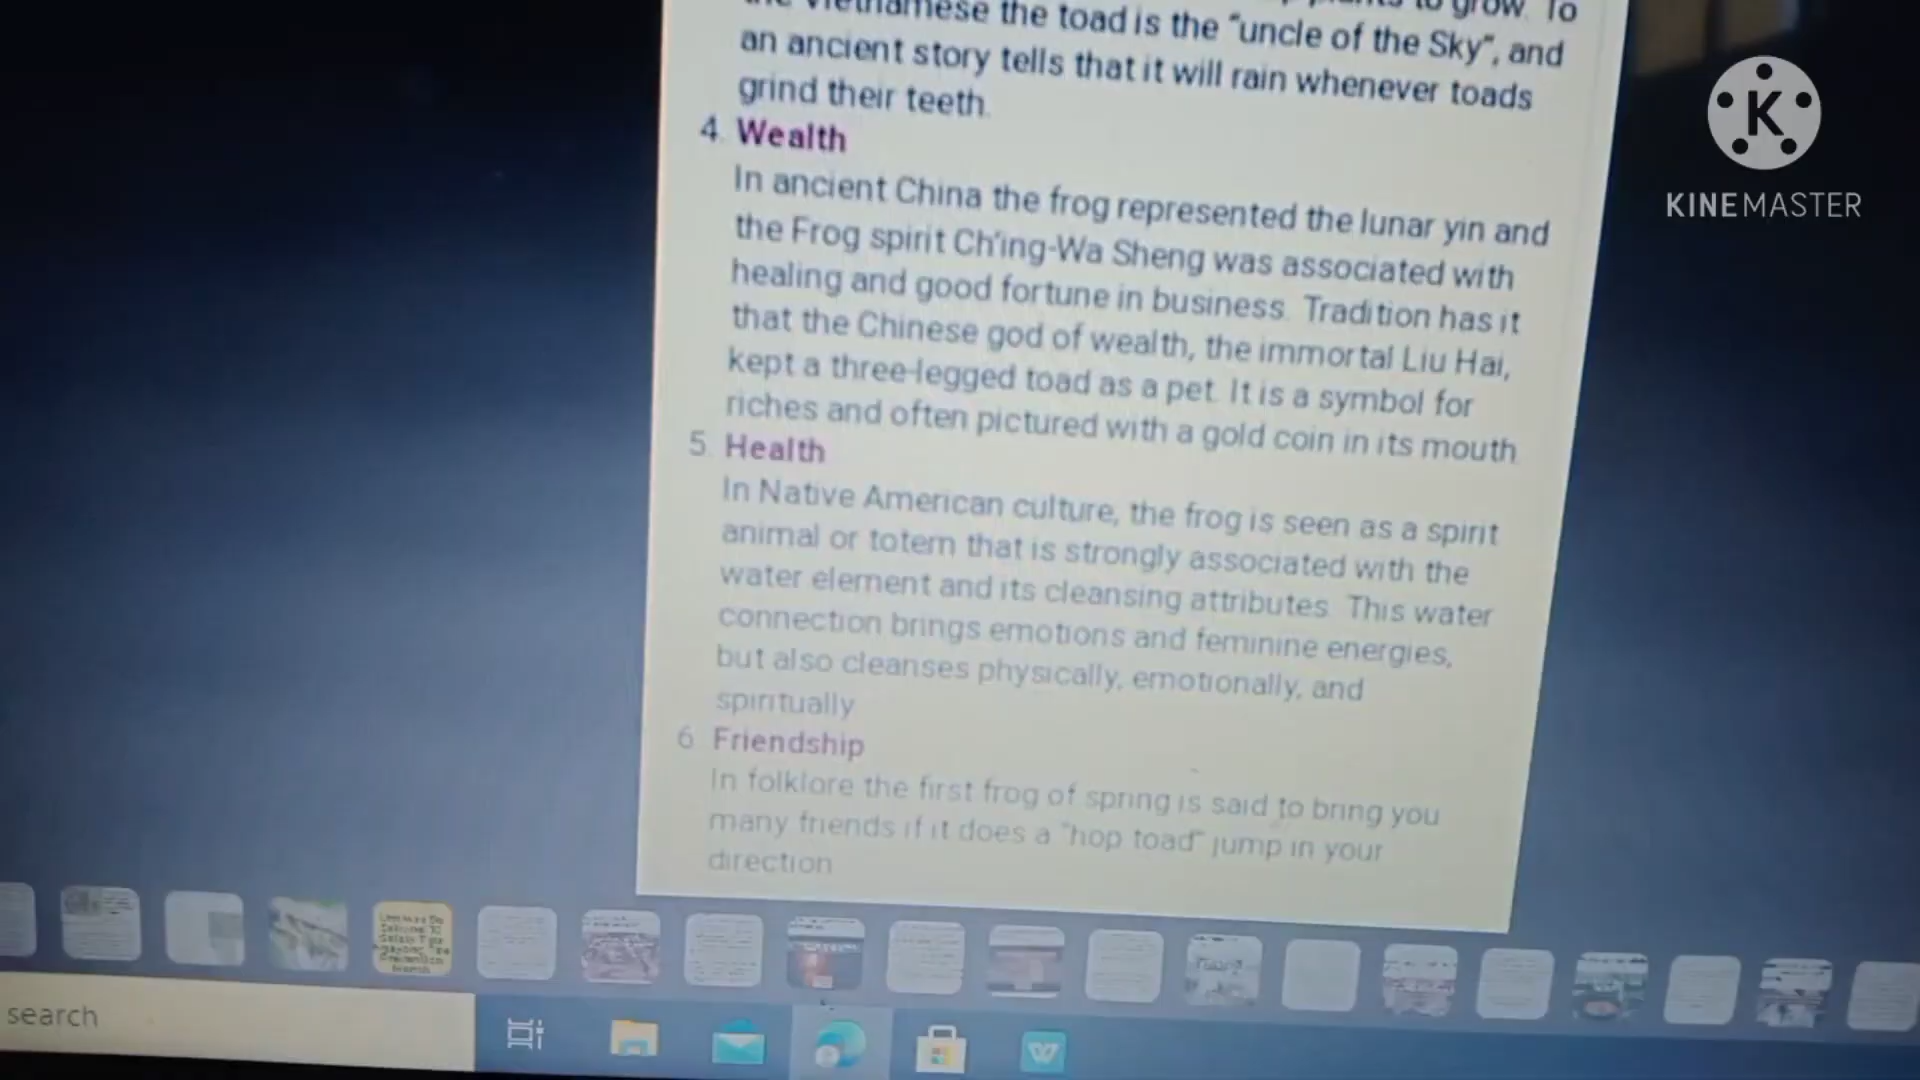 the Vietnamese the toad is the "uncle of the Sky", and
an ancient story tells that it will rain whenever toads
grind their teeth.
4. Wealth
In ancient China the frog represented the lunar yin and
the Frog spirit Ch'ing-Wa Sheng was associated with
healing and good fortune in business. Tradition has it
that the Chinese god of wealth, the immortal Liu Hai,
kept a three-legged toad as a pet. It is a symbol for
riches and often pictured with a gold coin in its mouth.
5. Health
In Native American culture, the frog is seen as a spirit
animal or totem that is strongly associated with the
water element and its cleansing attributes. This water
connection brings emotions and feminine energies,
but also cleanses physically, emotionally, and
spiritually
6. Friendship
In folklore the first frog of spring is said to bring you
many friends if it does a "hop toad" jump in your
direction
K
KINEMASTER
search